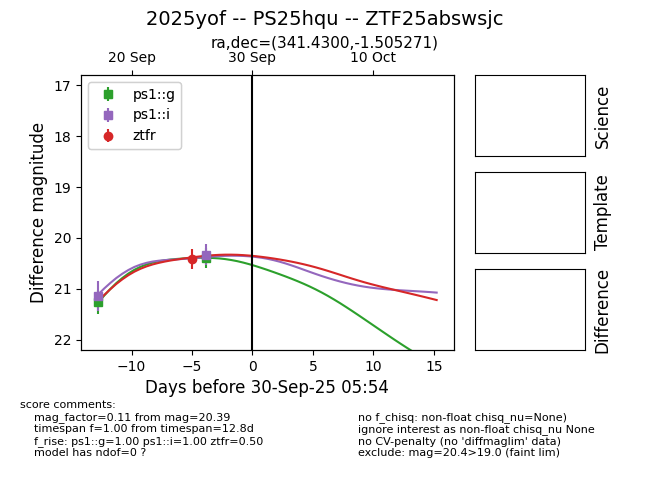 2025yof -- PS25hqu -- ZTF25abswsjc
ra,dec=(341.4300,-1.505271)
20 Sep 30 Sep 10 Oct
ps1::g
ps1::i
ztfr
17
18
19
20
21
22
Difference magnitude
−10 −5 0 5 10 15
Days before 30-Sep-25 05:54
Science
Template
Difference
score comments:
mag_factor=0.11 from mag=20.39
timespan f=1.00 from timespan=12.8d
f_rise: ps1::g=1.00 ps1::i=1.00 ztfr=0.50
model has ndof=0 ?
no f_chisq: non-float chisq_nu=None)
ignore interest as non-float chisq_nu None
no CV-penalty (no 'diffmaglim' data)
exclude: mag=20.4>19.0 (faint lim)